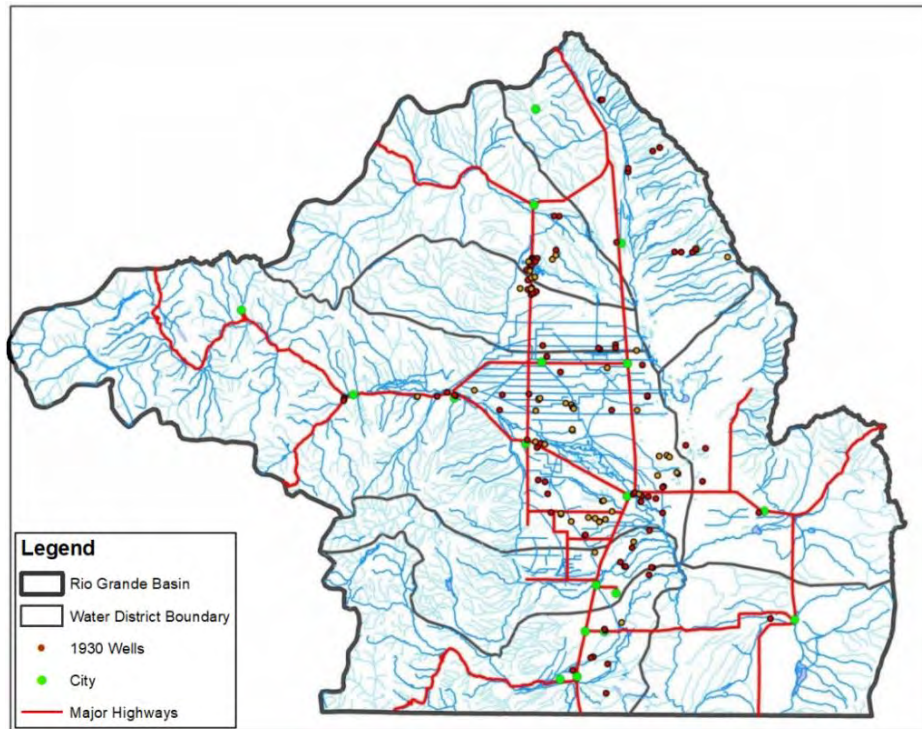 Legend
Rio Grande Basin
Water District Boundary
1930 Wells
City
Major Highways